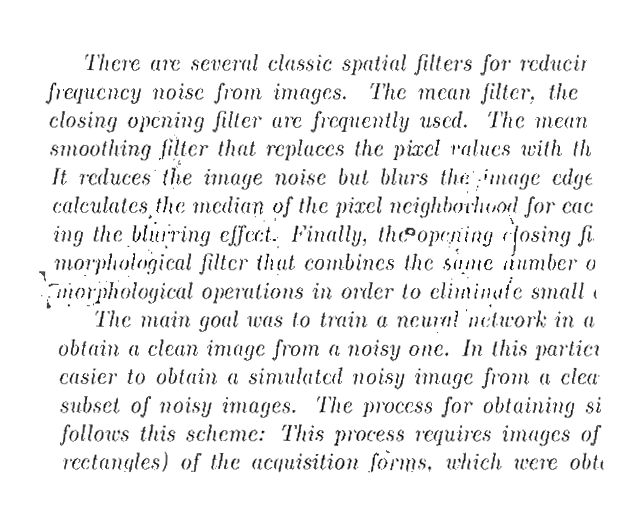 There are several classic spatial filters for reducin
frequency noise from images. The mean filter, the
closing opening filter are frequently used. The mean
smoothing filter that replaces the pixel values with th
It reduces the image noise but blurs the image edge
calculates the median of the pixel neighborhood for eac
ing the blurring effect. Finally, the opening closing fi
morphological filter that combines the same number o
morphological operations in order to eliminate small
The main goal was to train a neural network in a
obtain a clean image from a noisy one. In this partici
easier to obtain a simulated noisy image from a clea
subset of noisy images. The process for obtaining si
follows this scheme: This process requires images of
rectangles) of the acquisition forms, which were obt